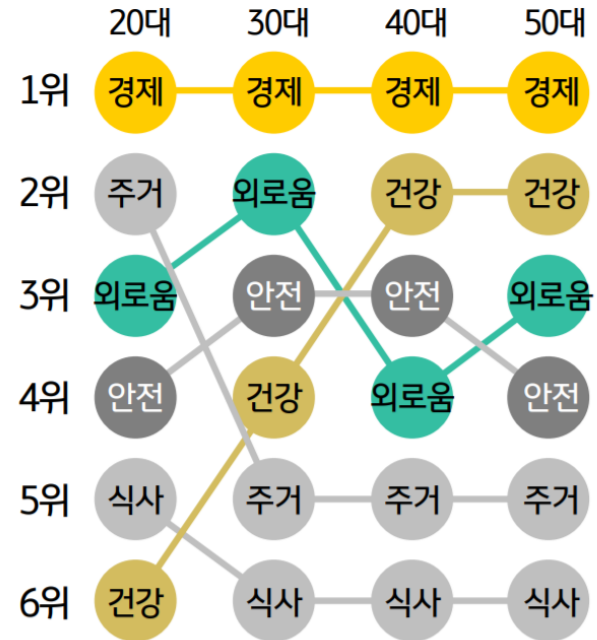 20대 30대 40대 50대
1위 경제 경제 경제 경제
2위 주거 외로움 건강 건강
3위 외로움 안전 안전 외로움
4위 안전 건강 외로움 안전
5위 식사 주거 주거 주거
6위 건강 식사 식사 식사